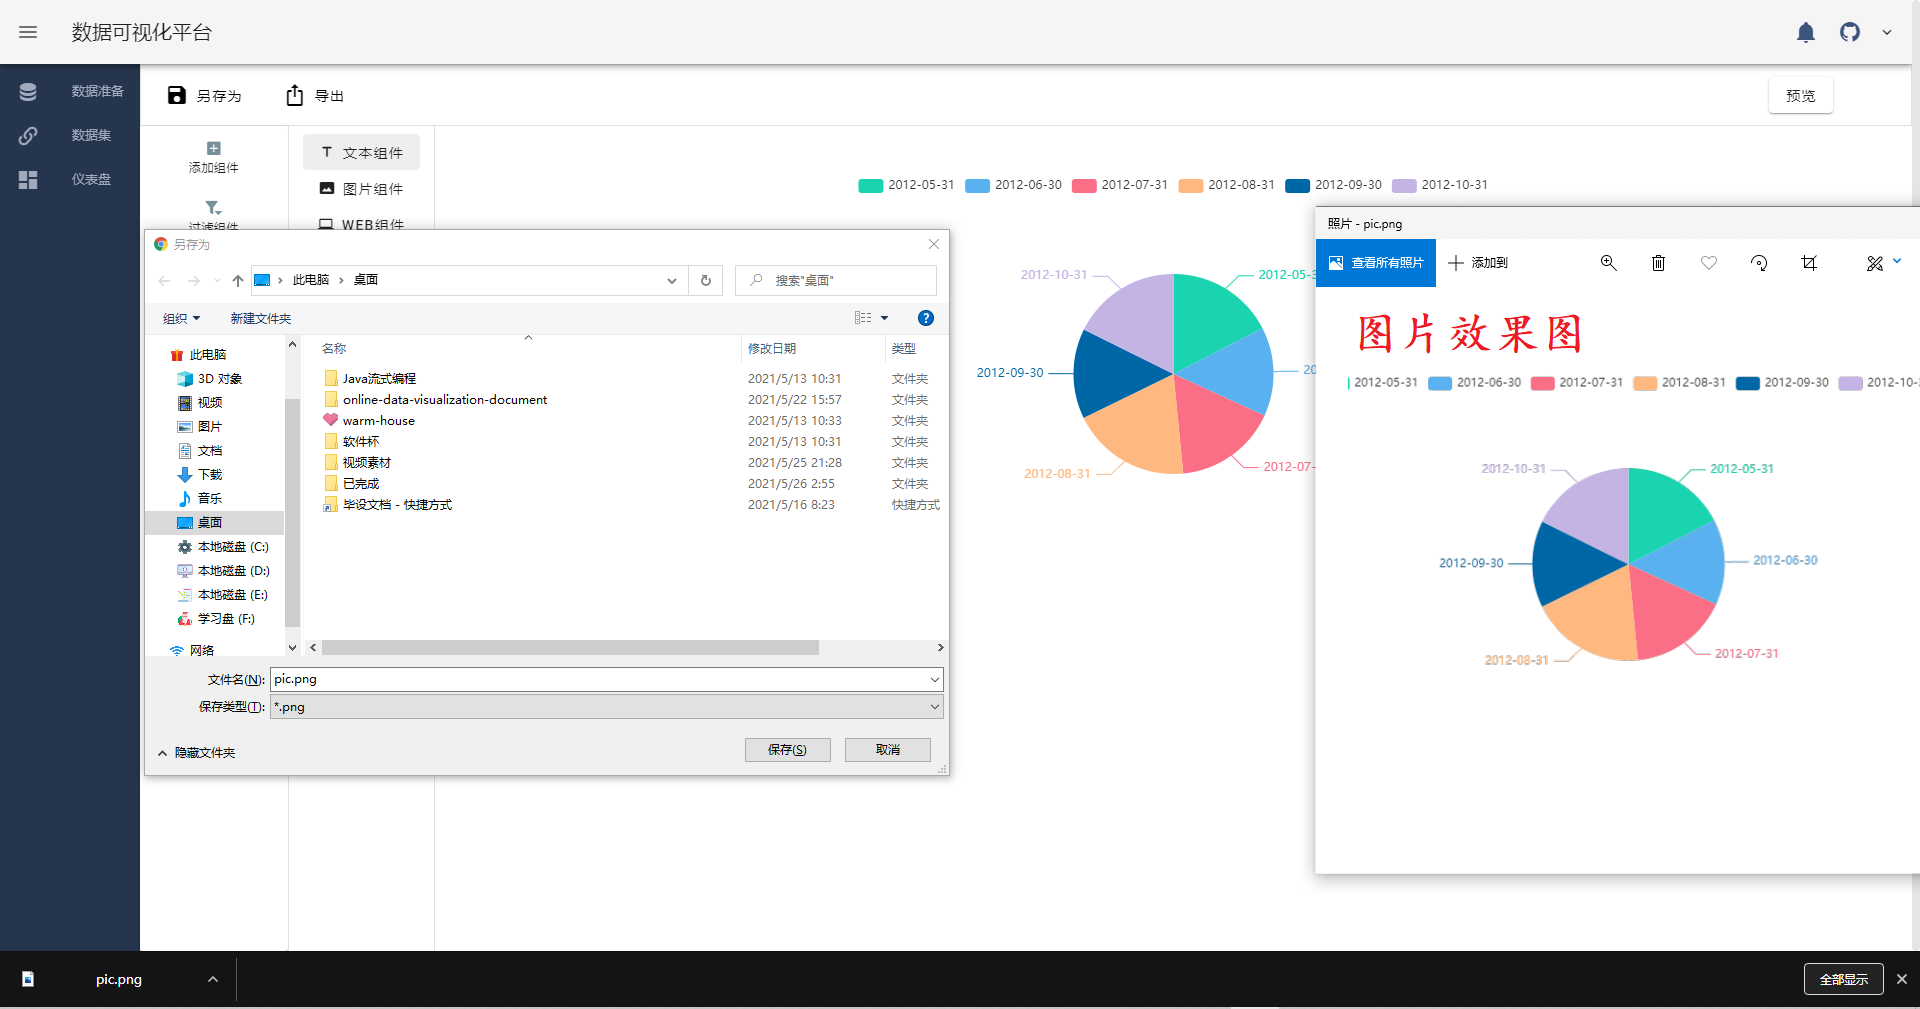 数据可视化平台
数据准备
数据集
仪表盘
另存为
导出
预览
添加组件
过滤组件
文本组件
图片组件
WEB组件
2012-05-31 2012-06-30 2012-07-31 2012-08-31 2012-09-30 2012-10-31
2012-10-31
2012-05-3
2012-09-30
20
2012-08-31
2012-07-
另存为
此电脑 › 桌面
搜索"桌面"
组织
新建文件夹
此电脑
3D 对象
视频
图片
文档
下载
音乐
桌面
本地磁盘 (C:)
本地磁盘 (D:)
本地磁盘 (E:)
学习盘 (F:)
网络
名称 修改日期 类型
Java流式编程 2021/5/13 10:31 文件夹
online-data-visualization-document 2021/5/22 15:57 文件夹
warm-house 2021/5/13 10:33 文件夹
软件杯 2021/5/13 10:31 文件夹
视频素材 2021/5/25 21:28 文件夹
已完成 2021/5/26 2:55 文件夹
毕设文档 - 快捷方式 2021/5/16 8:23 快捷方式
文件名(N): pic.png
保存类型(T): *.png
隐藏文件夹
保存(S)
取消
照片 - pic.png
查看所有照片
添加到
图片效果图
2012-05-31 2012-06-30 2012-07-31 2012-08-31 2012-09-30 2012-10-
2012-10-31
2012-05-31
2012-09-30
2012-06-30
2012-08-31
2012-07-31
pic.png
全部显示